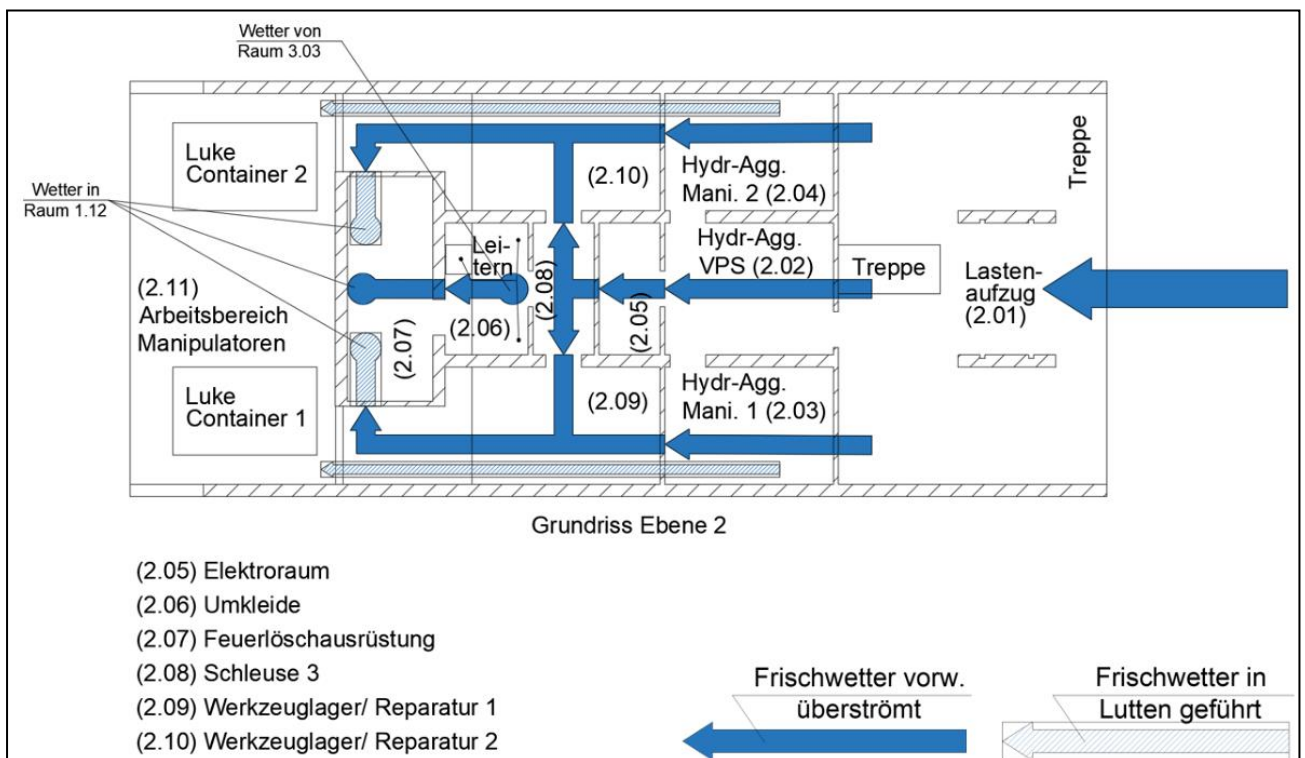 Wetter von
Raum 3.03
Treppe
Luke
Container 2
(2.10)
Hydr-Agg.
Mani. 2 (2.04)
Wetter in
Raum 1.12
Lei-
tern
(2.08)
Hydr-Agg.
VPS (2.02)
Treppe
Lasten-
aufzug
(2.01)
(2.11)
Arbeitsbereich
Manipulatoren
(2.07)
(2.06)
(2.05)
Luke
Container 1
(2.09)
Hydr-Agg.
Mani. 1 (2.03)
Grundriss Ebene 2
(2.05) Elektroraum
(2.06) Umkleide
(2.07) Feuerlöschausrüstung
(2.08) Schleuse 3
(2.09) Werkzeuglager/ Reparatur 1
(2.10) Werkzeuglager/ Reparatur 2
Frischwetter vorw.
überströmt
Frischwetter in
Lutten geführt